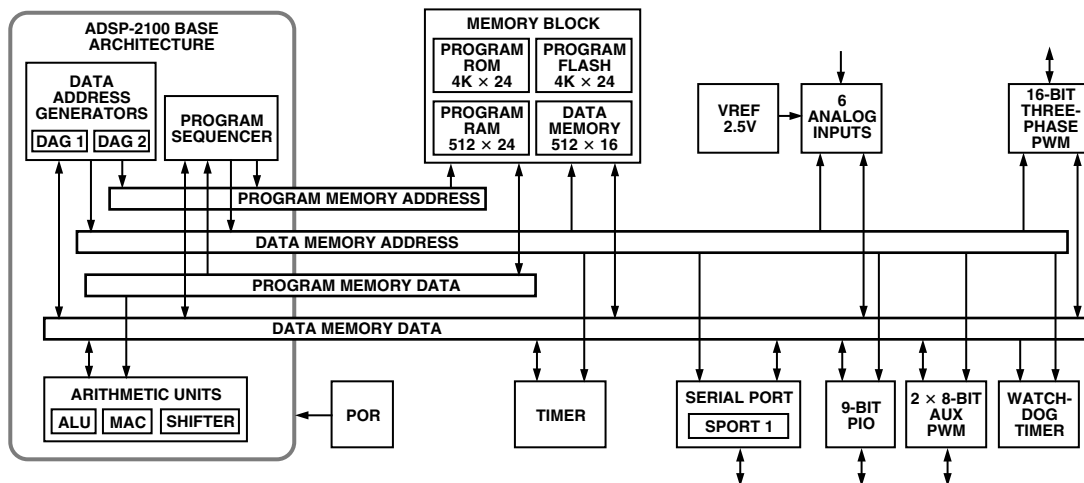 ADSP-2100 BASE
ARCHITECTURE
DATA
ADDRESS
GENERATORS
DAG 1
DAG 2
PROGRAM
SEQUENCER
MEMORY BLOCK
PROGRAM
ROM
4K × 24
PROGRAM
FLASH
4K × 24
PROGRAM
RAM
512 × 24
DATA
MEMORY
512 × 16
VREF
2.5V
6
ANALOG
INPUTS
16-BIT
THREE-
PHASE
PWM
PROGRAM MEMORY ADDRESS
DATA MEMORY ADDRESS
PROGRAM MEMORY DATA
DATA MEMORY DATA
ARITHMETIC UNITS
ALU
MAC
SHIFTER
POR
TIMER
SERIAL PORT
SPORT 1
9-BIT
PIO
2 × 8-BIT
AUX
PWM
WATCH-
DOG
TIMER